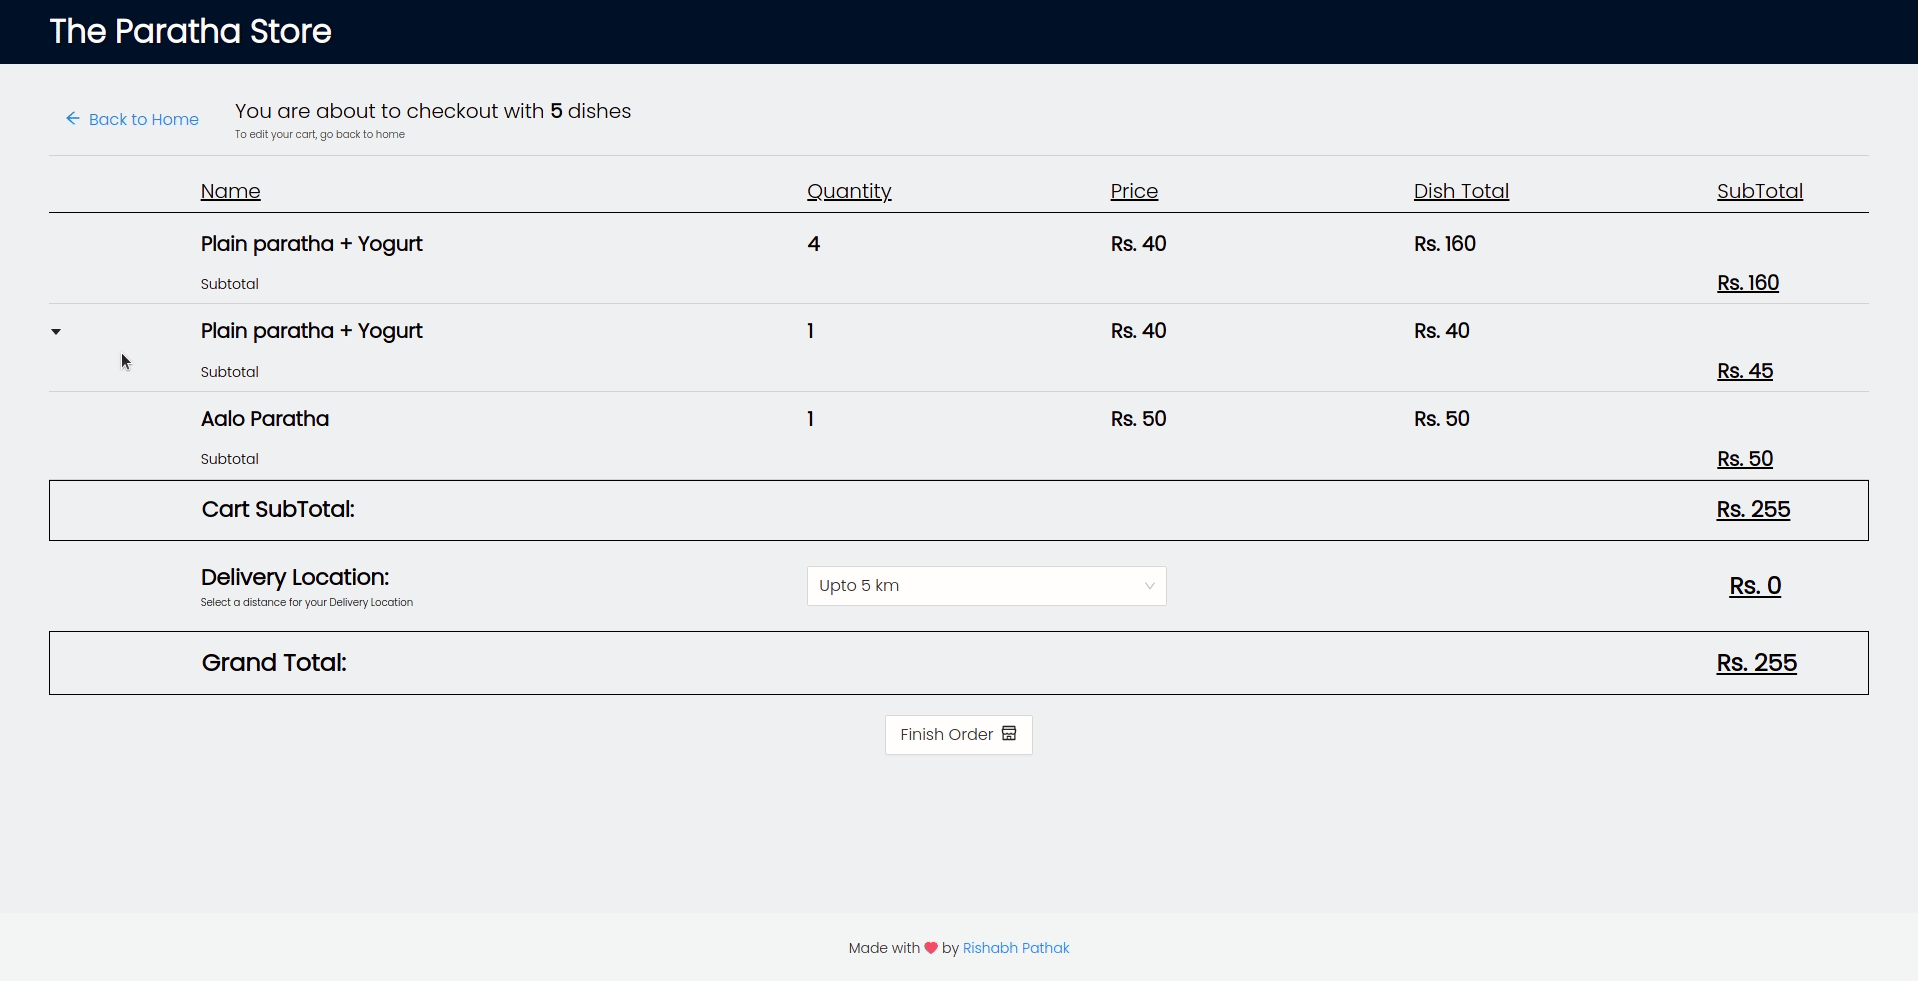 The Paratha Store
Back to Home
You are about to checkout with 5 dishes
To edit your cart, go back to home
Name Quantity Price Dish Total SubTotal
Plain paratha + Yogurt 4 Rs. 40 Rs. 160
Subtotal Rs. 160
Plain paratha + Yogurt 1 Rs. 40 Rs. 40
Subtotal Rs. 45
Aalo Paratha 1 Rs. 50 Rs. 50
Subtotal Rs. 50
Cart SubTotal: Rs. 255
Delivery Location: Upto 5 km Rs. 0
Select a distance for your Delivery Location
Grand Total: Rs. 255
Finish Order
Made with ❤ by Rishabh Pathak